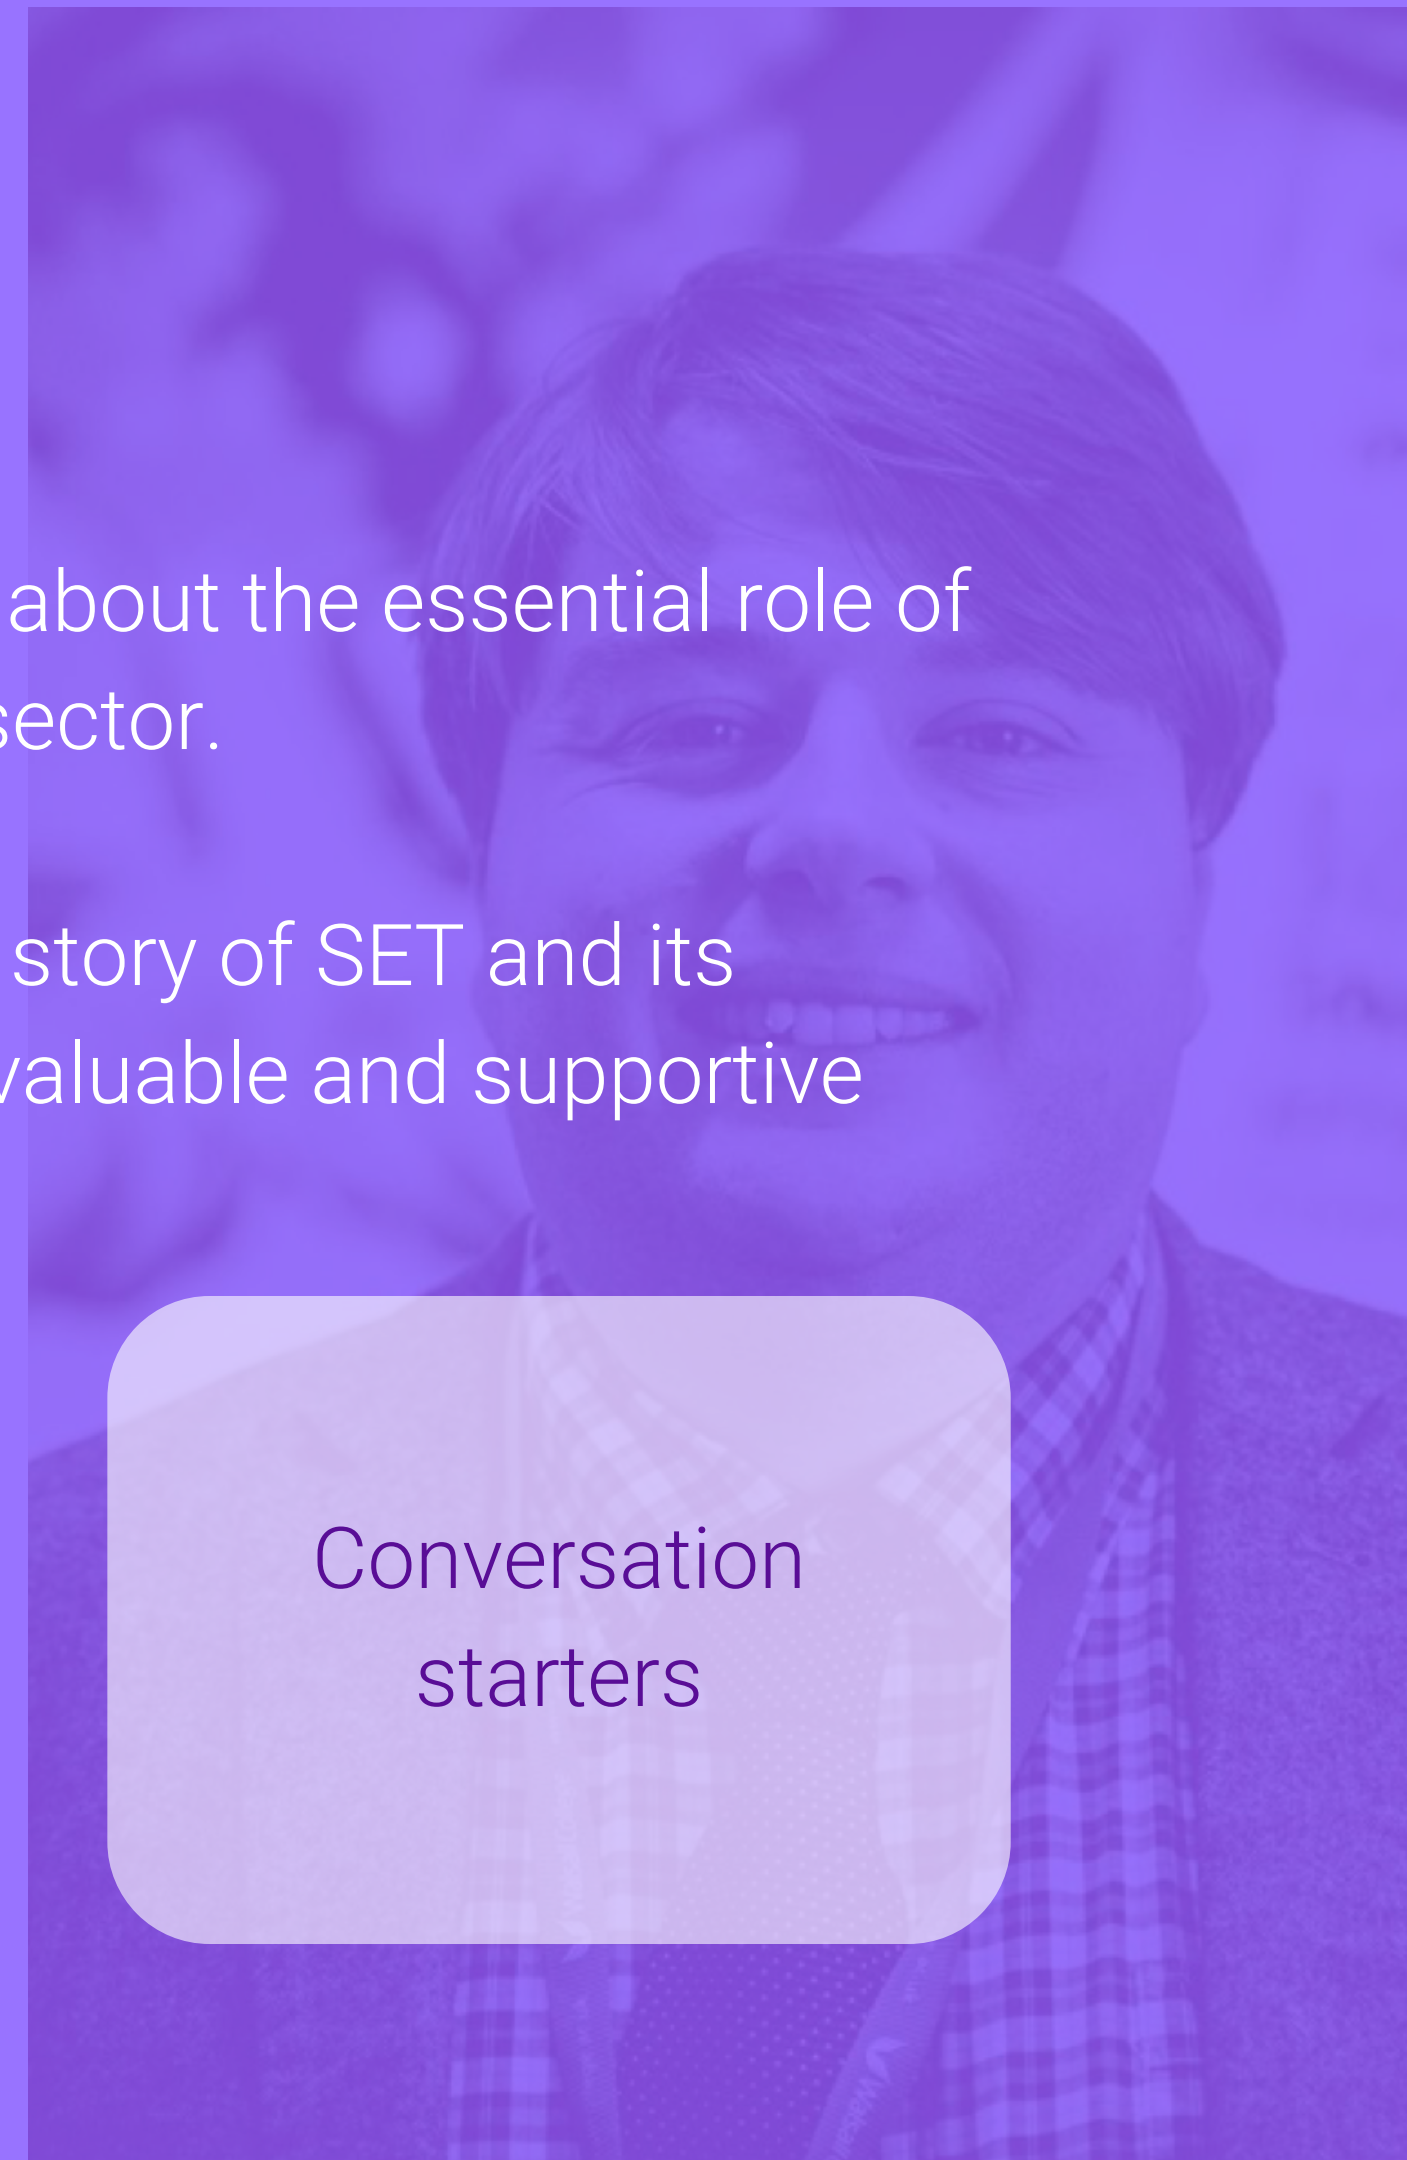 about the essential role of
sector.
story of SET and its
valuable and supportive
Conversation
starters